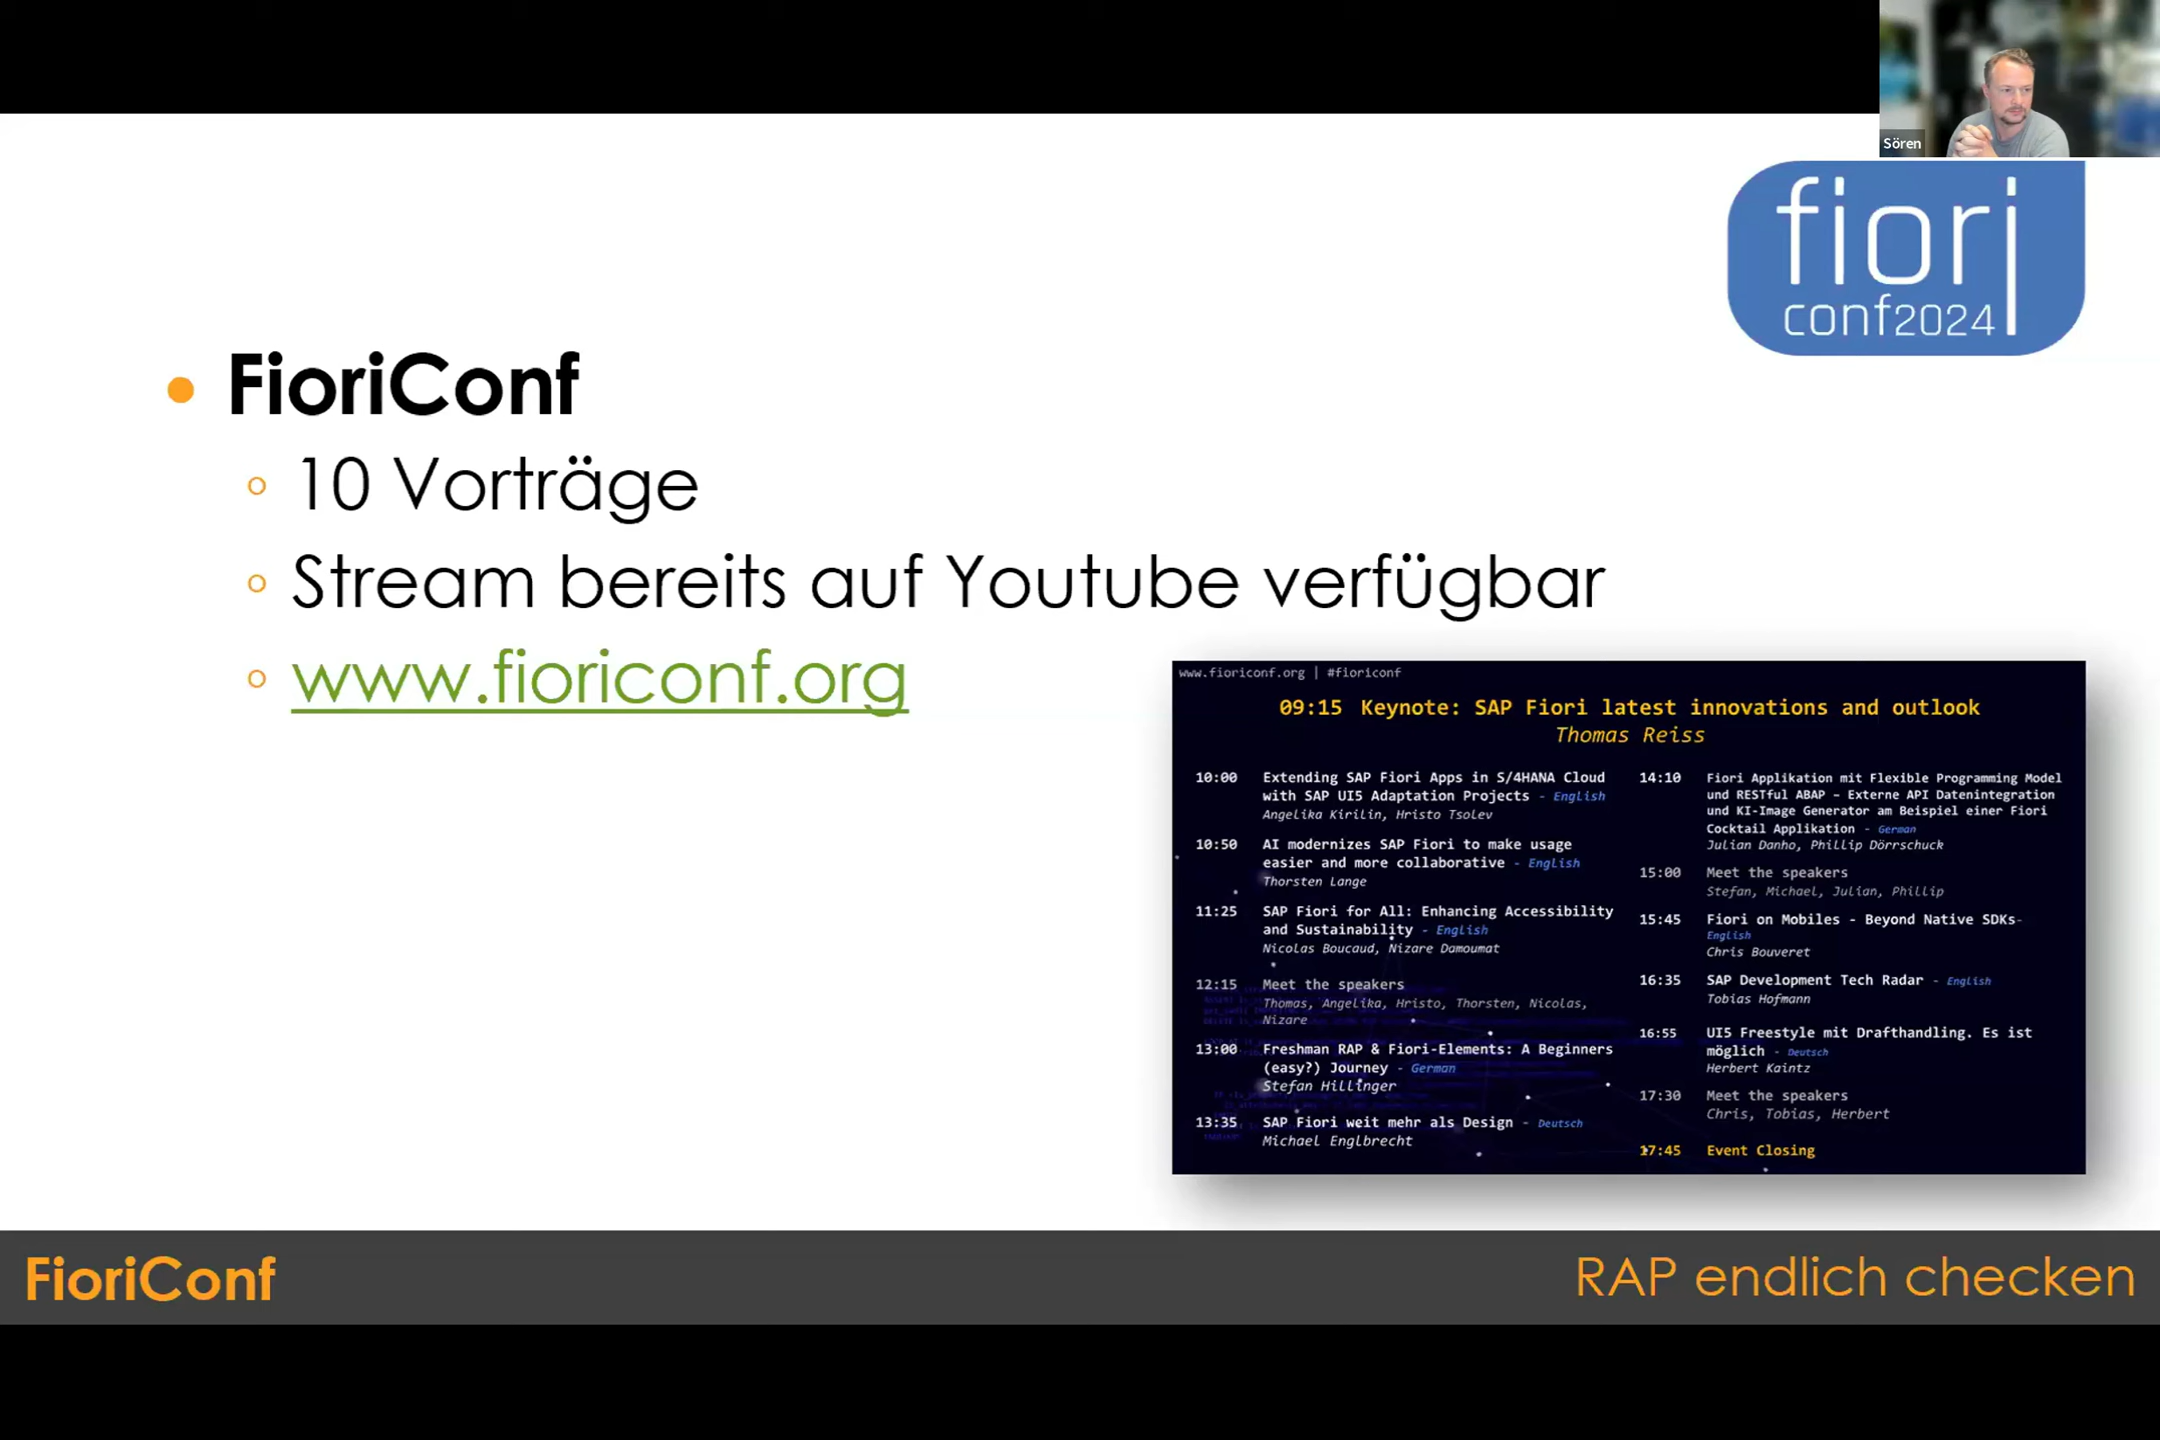 Sören
fiori
conf2024
FioriConf
10 Vorträge
Stream bereits auf Youtube verfügbar
www.fioriconf.org
www.fioriconf.org | #fioriconf
09:15 Keynote: SAP Fiori latest innovations and outlook
Thomas Reiss
10:00 Extending SAP Fiori Apps in S/4HANA Cloud
with SAP UI5 Adaptation Projects - English
Angelika Kirilin, Hristo Tsolev
10:50 AI modernizes SAP Fiori to make usage
easier and more collaborative - English
Thorsten Lange
11:25 SAP Fiori for All: Enhancing Accessibility
and Sustainability - English
Nicolas Boucaud, Nizare Damoumat
12:15 Meet the speakers
Thomas, Angelika, Hristo, Thorsten, Nicolas,
Nizare
13:00 Freshman RAP & Fiori-Elements: A Beginners
(easy?) Journey - German
Stefan Hillinger
13:35 SAP Fiori weit mehr als Design - Deutsch
Michael Englbrecht
14:10 Fiori Applikation mit Flexible Programming Model
und RESTful ABAP – Externe API Datenintegration
und KI-Image Generator am Beispiel einer Fiori
Cocktail Applikation - German
Julian Danho, Phillip Dörrschuck
15:00 Meet the speakers
Stefan, Michael, Julian, Phillip
15:45 Fiori on Mobiles - Beyond Native SDKs-
English
Chris Bouveret
16:35 SAP Development Tech Radar - English
Tobias Hofmann
16:55 UI5 Freestyle mit Drafthandling. Es ist
möglich - Deutsch
Herbert Kaintz
17:30 Meet the speakers
Chris, Tobias, Herbert
17:45 Event Closing
FioriConf
RAP endlich checken